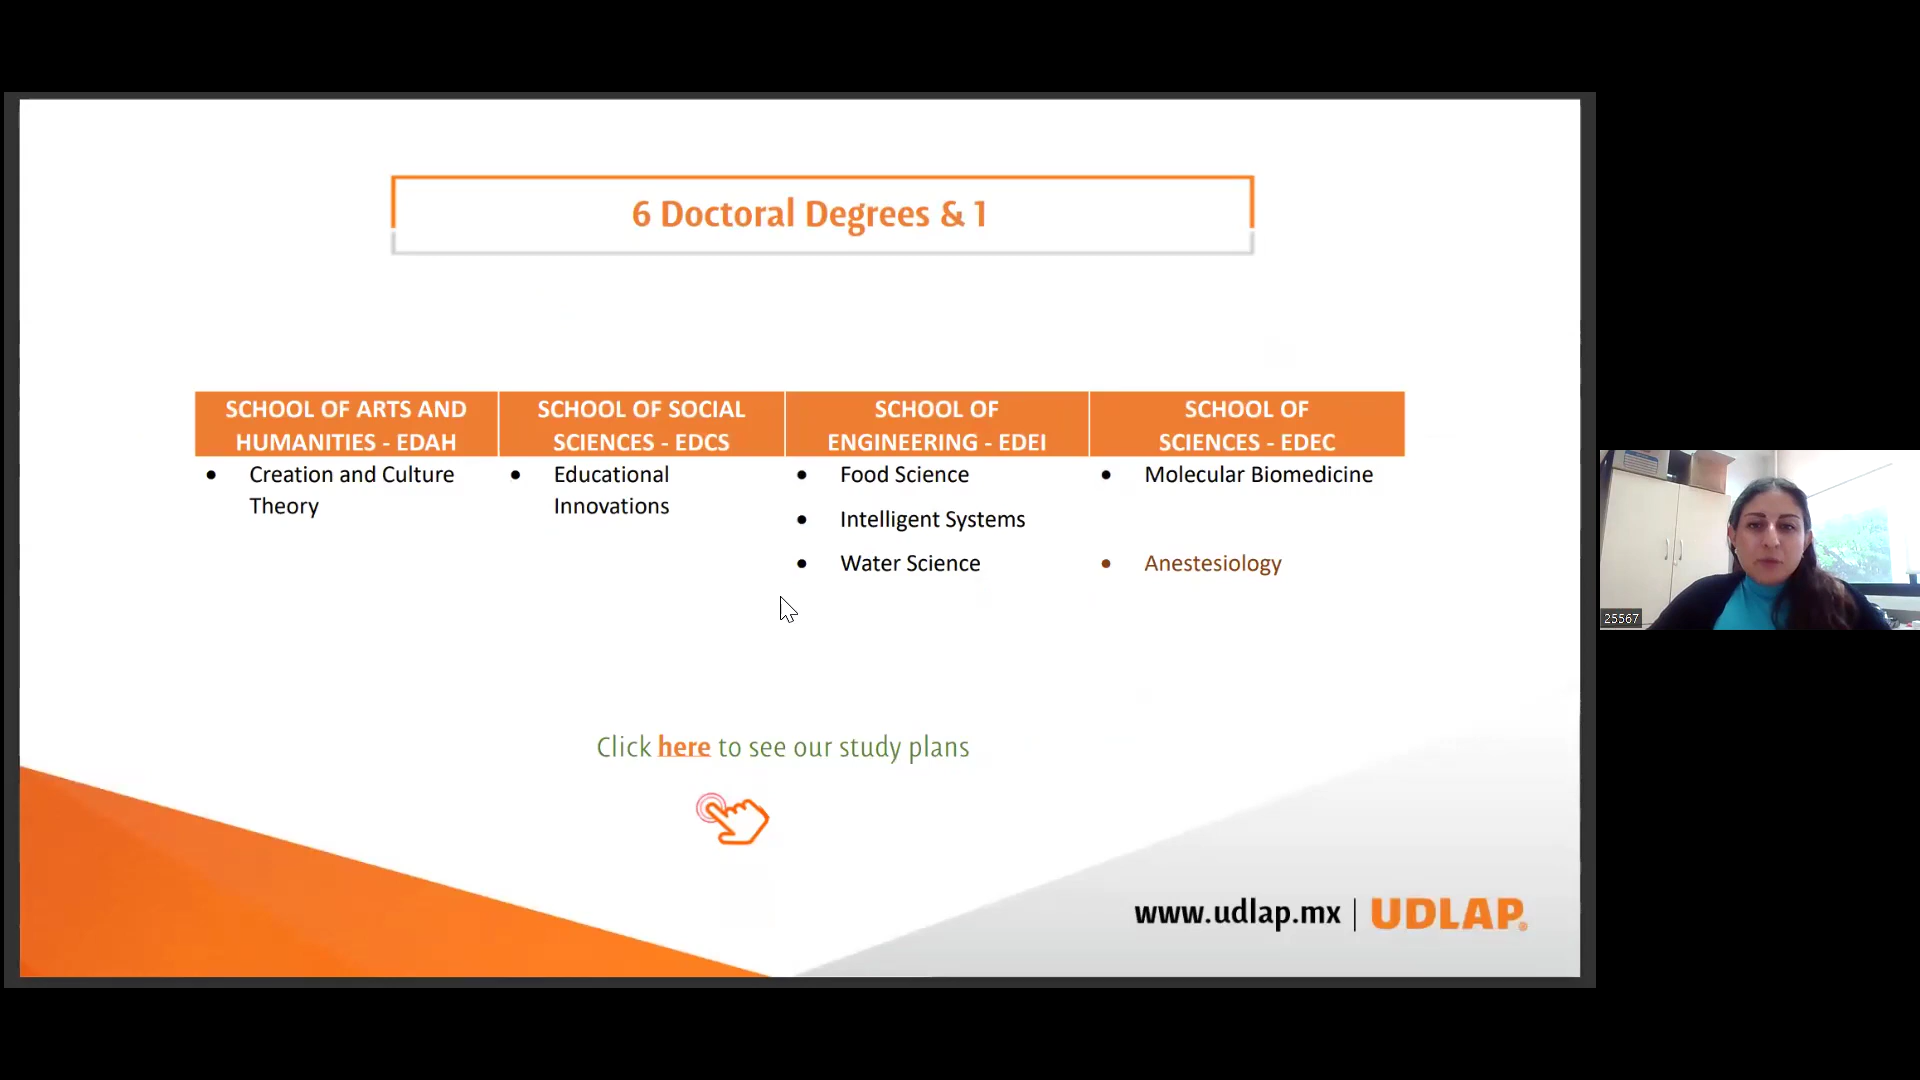 6 Doctoral Degrees & 1
SCHOOL OF ARTS AND
HUMANITIES - EDAH
Creation and Culture
Theory
SCHOOL OF SOCIAL
SCIENCES - EDCS
Educational
Innovations
SCHOOL OF
ENGINEERING - EDEI
Food Science
Intelligent Systems
Water Science
SCHOOL OF
SCIENCES - EDEC
Molecular Biomedicine
Anestesiology
Click here to see our study plans
www.udlap.mx | UDLAP®
25567